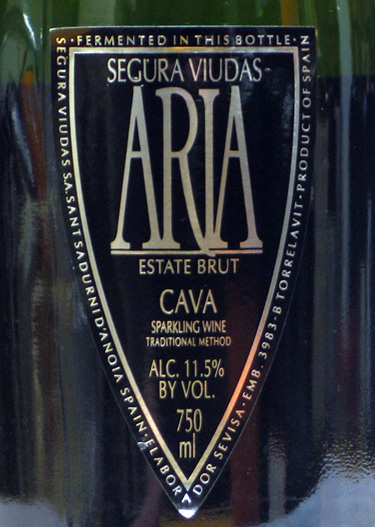 ·FERMENTED IN THIS BOTTLE·
SEGURA VIUDAS
ARIA
ESTATE BRUT
CAVA
SPARKLING WINE
TRADITIONAL METHOD
ALC. 11.5%
BY VOL.
750
ml
SEGURA VIUDAS S.A. SANT SADURNI D'ANOIA SPAIN·ELABORADOR SEVISA·EMB. 3983-B TORRELAVIT·PRODUCT OF SPAIN